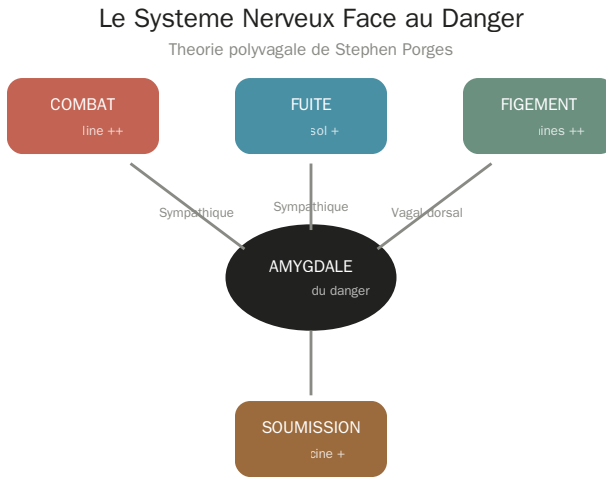 Le Systeme Nerveux Face au Danger
Theorie polyvagale de Stephen Porges
COMBAT
line ++
FUITE
sol +
FIGEMENT
ines ++
Sympathique
Sympathique
Vagal dorsal
AMYGDALE
du danger
SOUMISSION
cine +